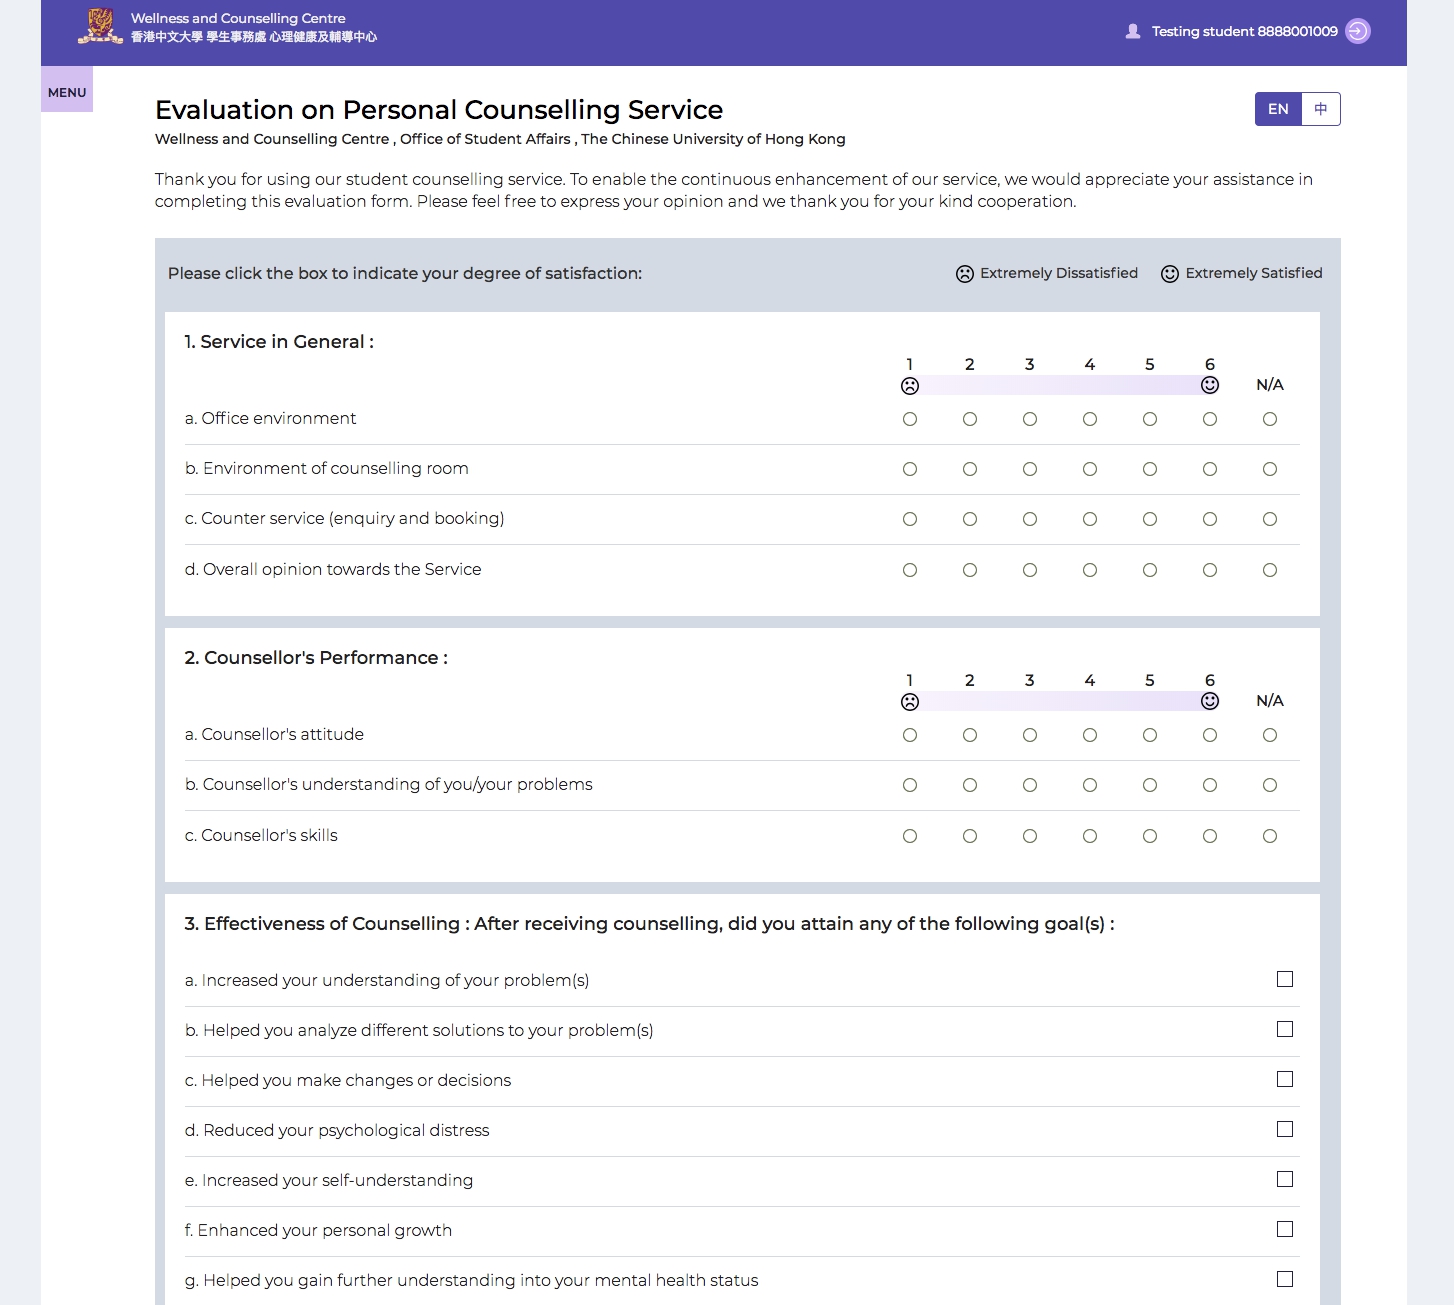 Wellness and Counselling Centre
香港中文大學 學生事務處 心理健康及輔導中心
Testing student 8888001009
MENU
Evaluation on Personal Counselling Service
EN 中
Wellness and Counselling Centre , Office of Student Affairs , The Chinese University of Hong Kong
Thank you for using our student counselling service. To enable the continuous enhancement of our service, we would appreciate your assistance in
completing this evaluation form. Please feel free to express your opinion and we thank you for your kind cooperation.
Please click the box to indicate your degree of satisfaction:
Extremely Dissatisfied
Extremely Satisfied
1. Service in General :
1 2 3 4 5 6
N/A
a. Office environment
b. Environment of counselling room
c. Counter service (enquiry and booking)
d. Overall opinion towards the Service
2. Counsellor's Performance :
1 2 3 4 5 6
N/A
a. Counsellor's attitude
b. Counsellor's understanding of you/your problems
c. Counsellor's skills
3. Effectiveness of Counselling : After receiving counselling, did you attain any of the following goal(s) :
a. Increased your understanding of your problem(s)
b. Helped you analyze different solutions to your problem(s)
c. Helped you make changes or decisions
d. Reduced your psychological distress
e. Increased your self-understanding
f. Enhanced your personal growth
g. Helped you gain further understanding into your mental health status